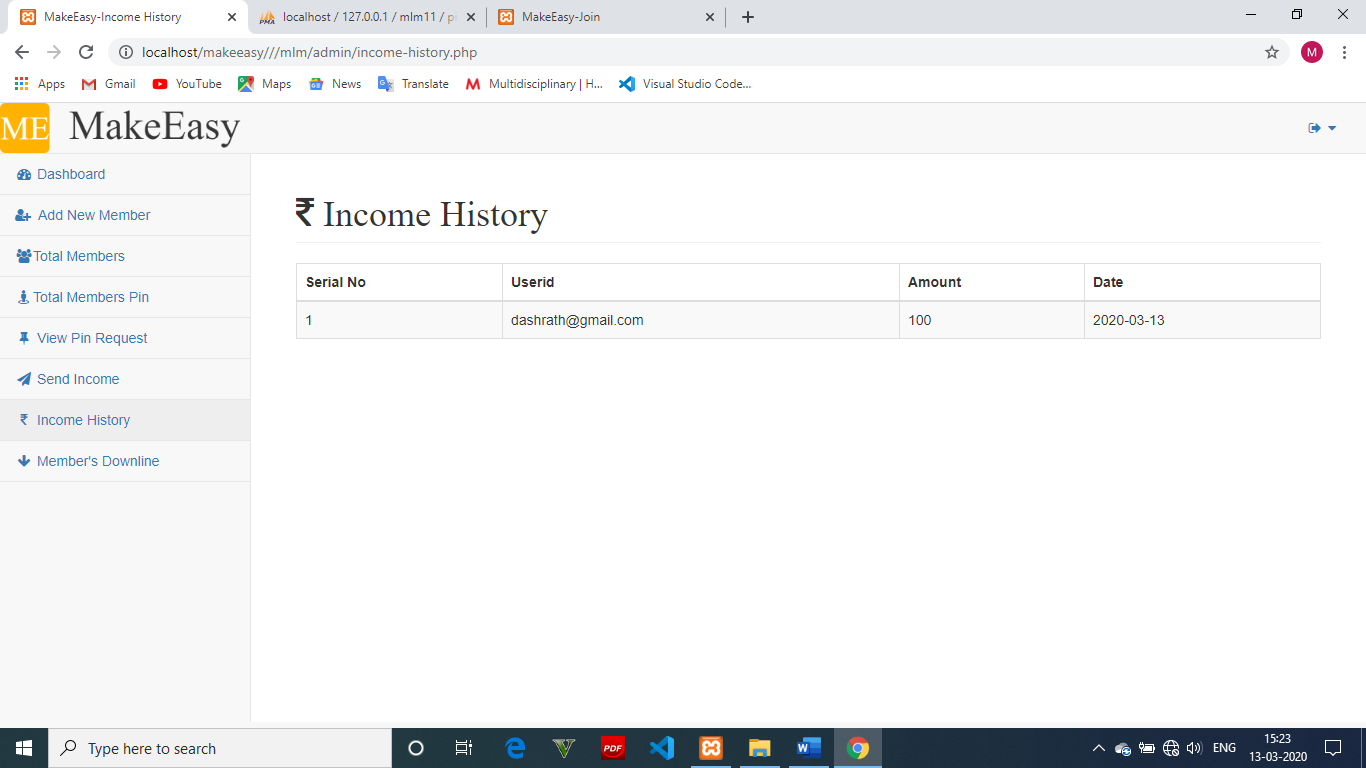 MakeEasy-Income History
localhost / 127.0.0.1 / mlm11 / p
MakeEasy-Join
localhost/makeeasy///mlm/admin/income-history.php
M
Apps
Gmail
YouTube
Maps
News
Translate
Multidisciplinary | H...
Visual Studio Code...
ME MakeEasy
Dashboard
Add New Member
Total Members
Total Members Pin
View Pin Request
Send Income
₹ Income History
Member's Downline
₹ Income History
Serial No Userid Amount Date
1 dashrath@gmail.com 100 2020-03-13
Type here to search
PDF
ENG
15:23
13-03-2020